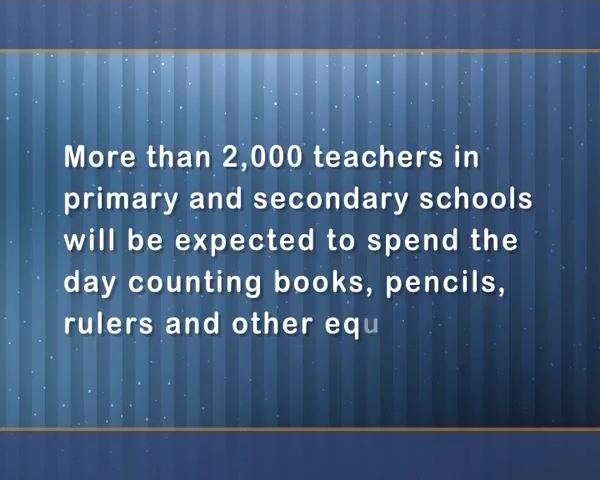 More than 2,000 teachers in
primary and secondary schools
will be expected to spend the
day counting books, pencils,
rulers and other equ